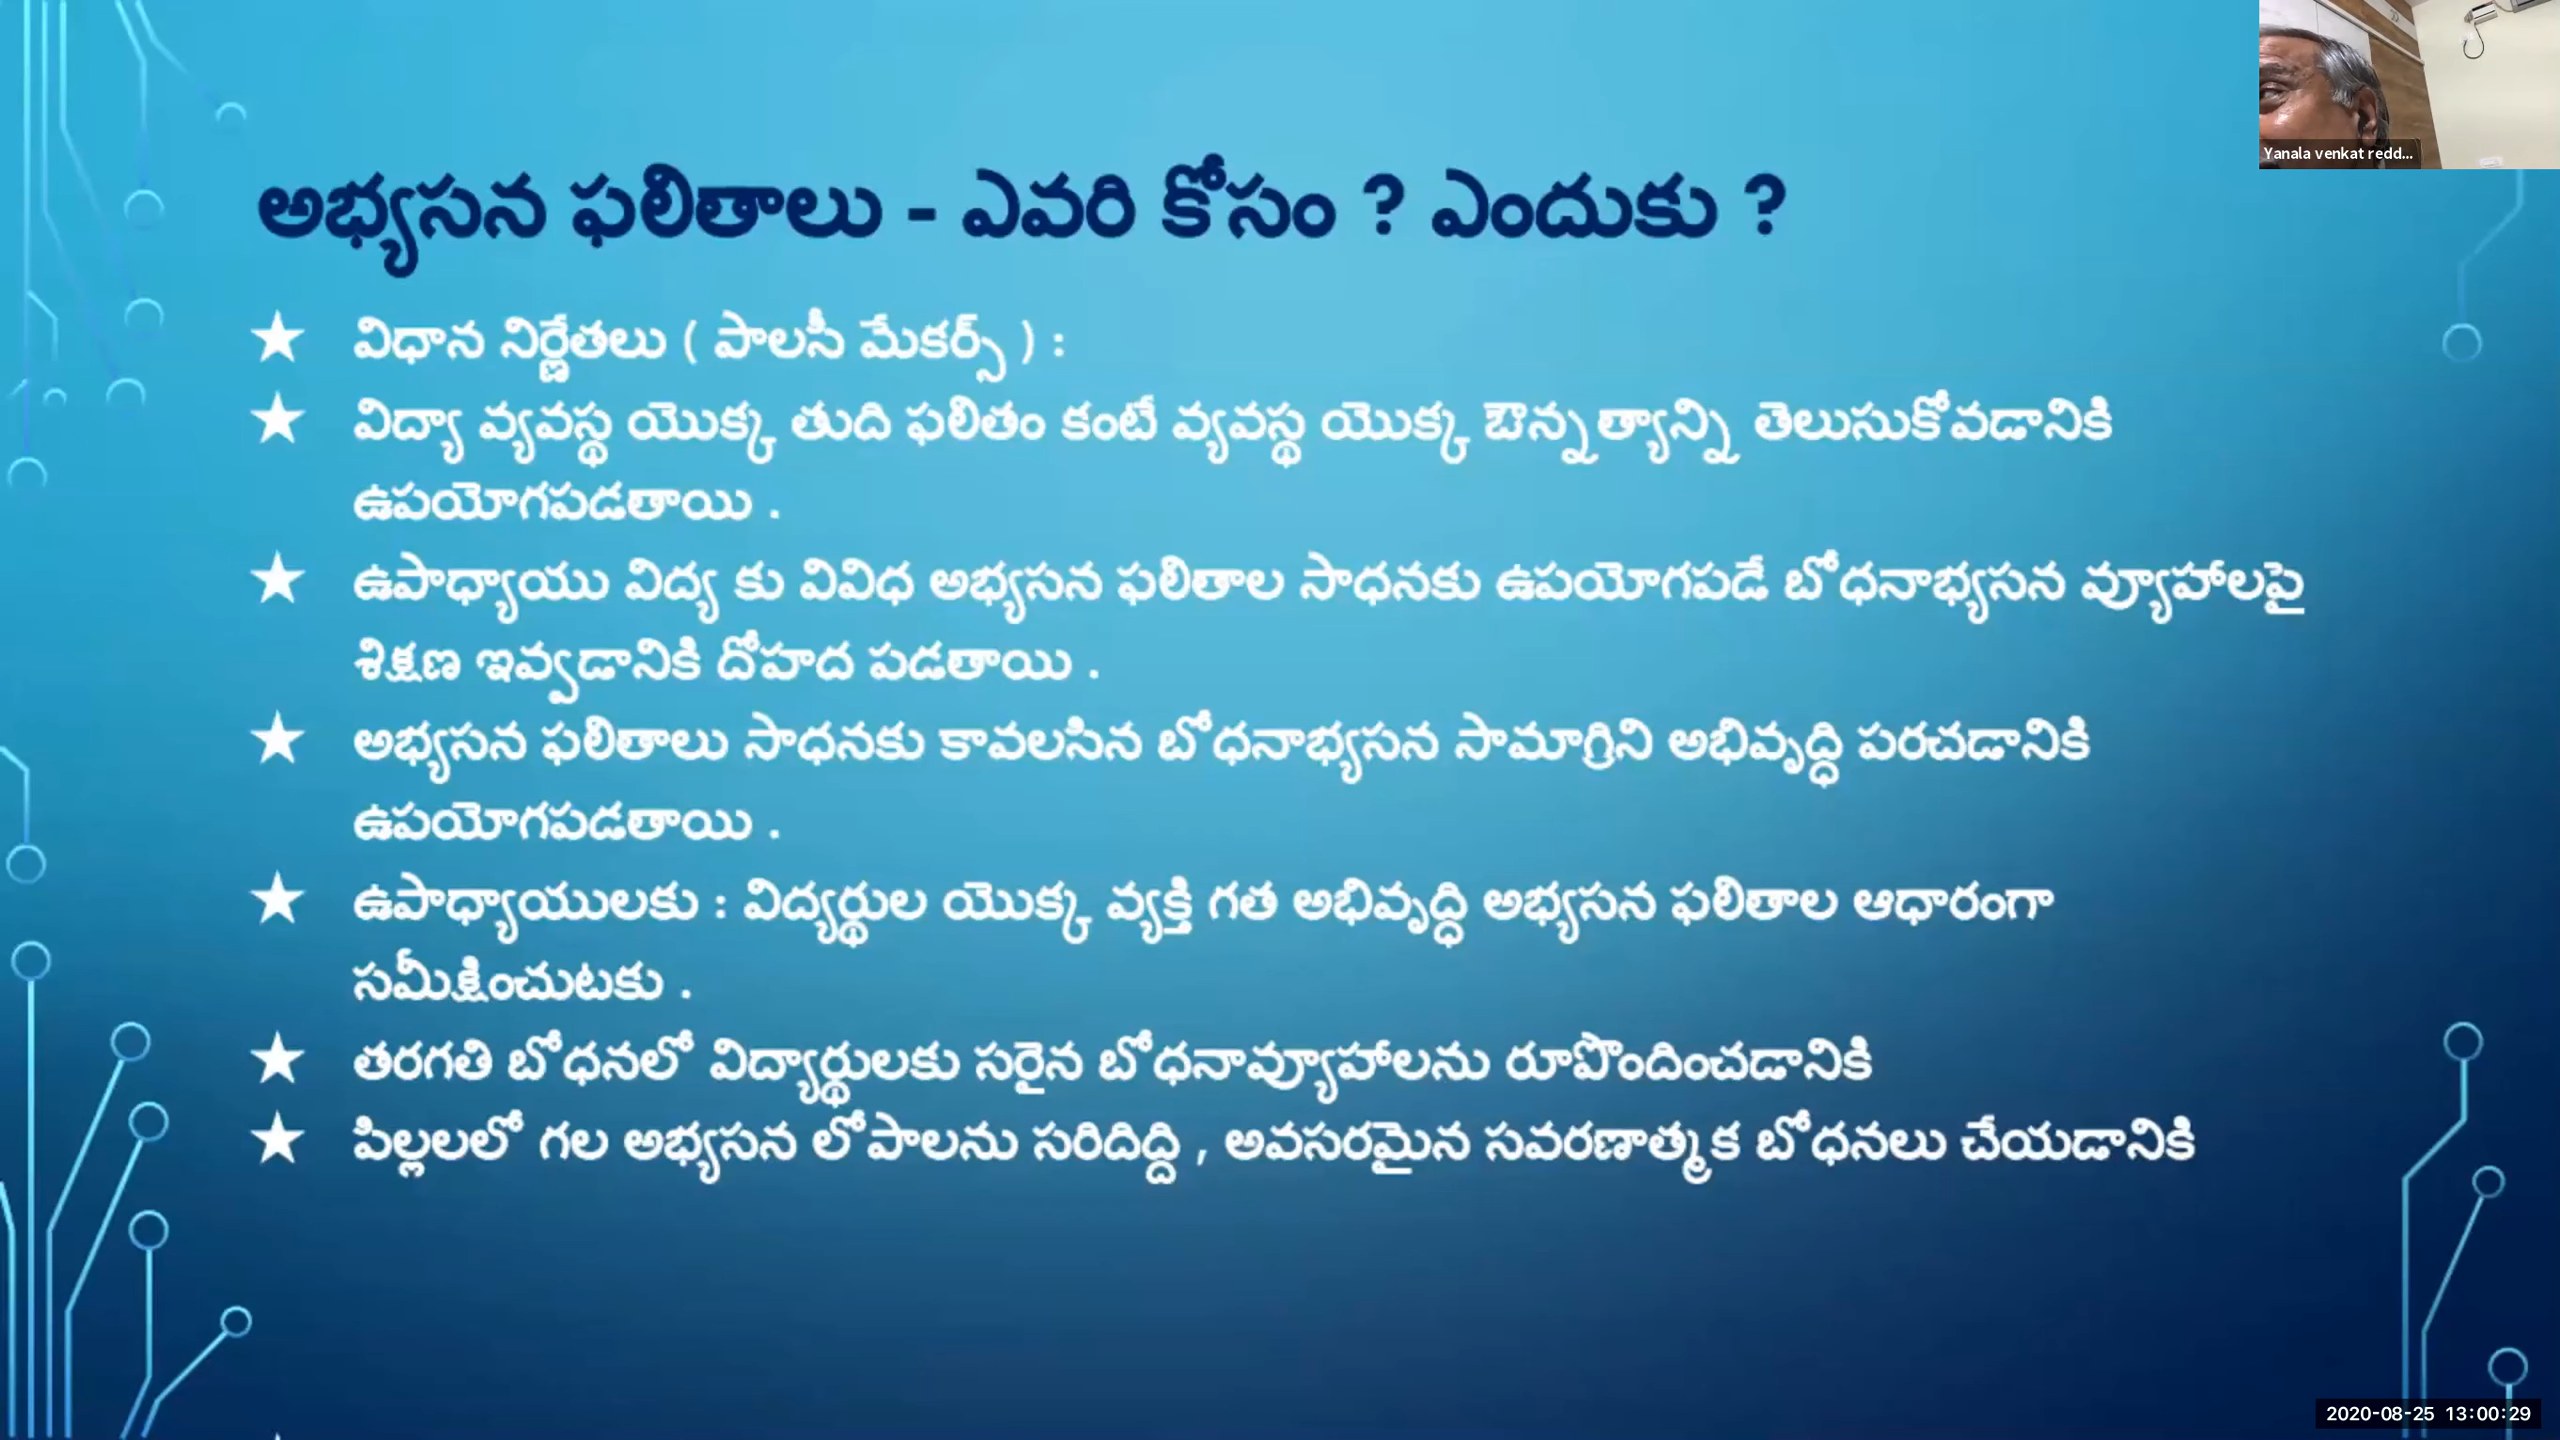 Yanala venkat redd...
అభ్యసన ఫలితాలు - ఎవరి కోసం ? ఎందుకు ?
★ విధాన నిర్ణేతలు ( పాలసీ మేకర్స్ ) :
★ విద్యా వ్యవస్థ యొక్క తుది ఫలితం కంటే వ్యవస్థ యొక్క ఔన్నత్యాన్ని తెలుసుకోవడానికి
ఉపయోగపడతాయి .
★ ఉపాధ్యాయు విద్య కు వివిధ అభ్యసన ఫలితాల సాధనకు ఉపయోగపడే బోధనాభ్యసన వ్యూహాలపై
శిక్షణ ఇవ్వడానికి దోహద పడతాయి .
★ అభ్యసన ఫలితాలు సాధనకు కావలసిన బోధనాభ్యసన సామాగ్రిని అభివృద్ధి పరచడానికి
ఉపయోగపడతాయి .
★ ఉపాధ్యాయులకు : విద్యర్థుల యొక్క వ్యక్తి గత అభివృద్ధి అభ్యసన ఫలితాల ఆధారంగా
సమీక్షించుటకు .
★ తరగతి బోధనలో విద్యార్థులకు సరైన బోధనావ్యూహాలను రూపొందించడానికి
★ పిల్లలలో గల అభ్యసన లోపాలను సరిదిద్ది , అవసరమైన సవరణాత్మక బోధనలు చేయడానికి
2020-08-25 13:00:29